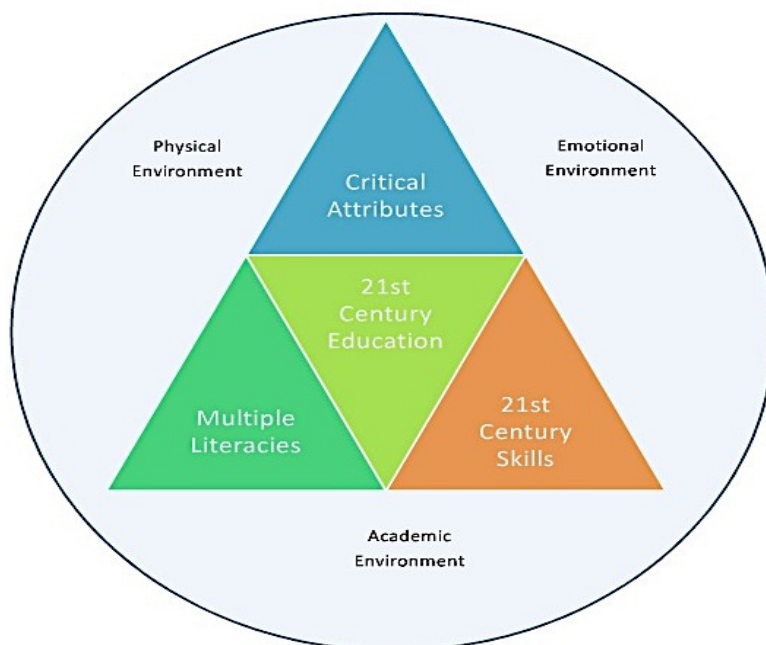 Physical
Environment
Emotional
Environment
Critical
Attributes
21st
Century
Education
Multiple
Literacies
21st
Century
Skills
Academic
Environment